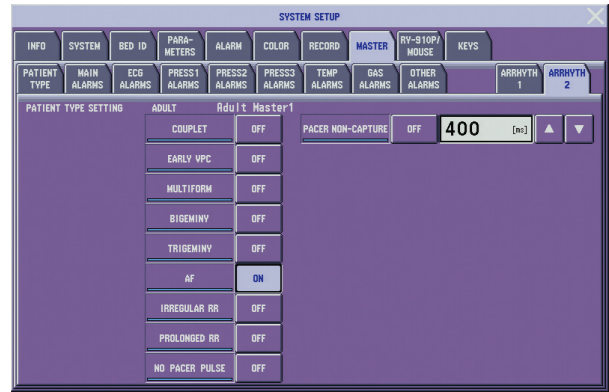 SYSTEM SETUP
INFO SYSTEM BED ID PARA-METERS ALARM COLOR RECORD MASTER RY-910P/MOUSE KEYS
PATIENT TYPE MAIN ALARMS ECG ALARMS PRESS1 ALARMS PRESS2 ALARMS PRESS3 ALARMS TEMP ALARMS GAS ALARMS OTHER ALARMS ARRHYTH 1 ARRHYTH 2
PATIENT TYPE SETTING ADULT Adult Master1
COUPLET OFF PACER NON-CAPTURE OFF 400 [ms]
EARLY VPC OFF
MULTIFORM OFF
BIGEMINY OFF
TRIGEMINY OFF
AF ON
IRREGULAR RR OFF
PROLONGED RR OFF
NO PACER PULSE OFF